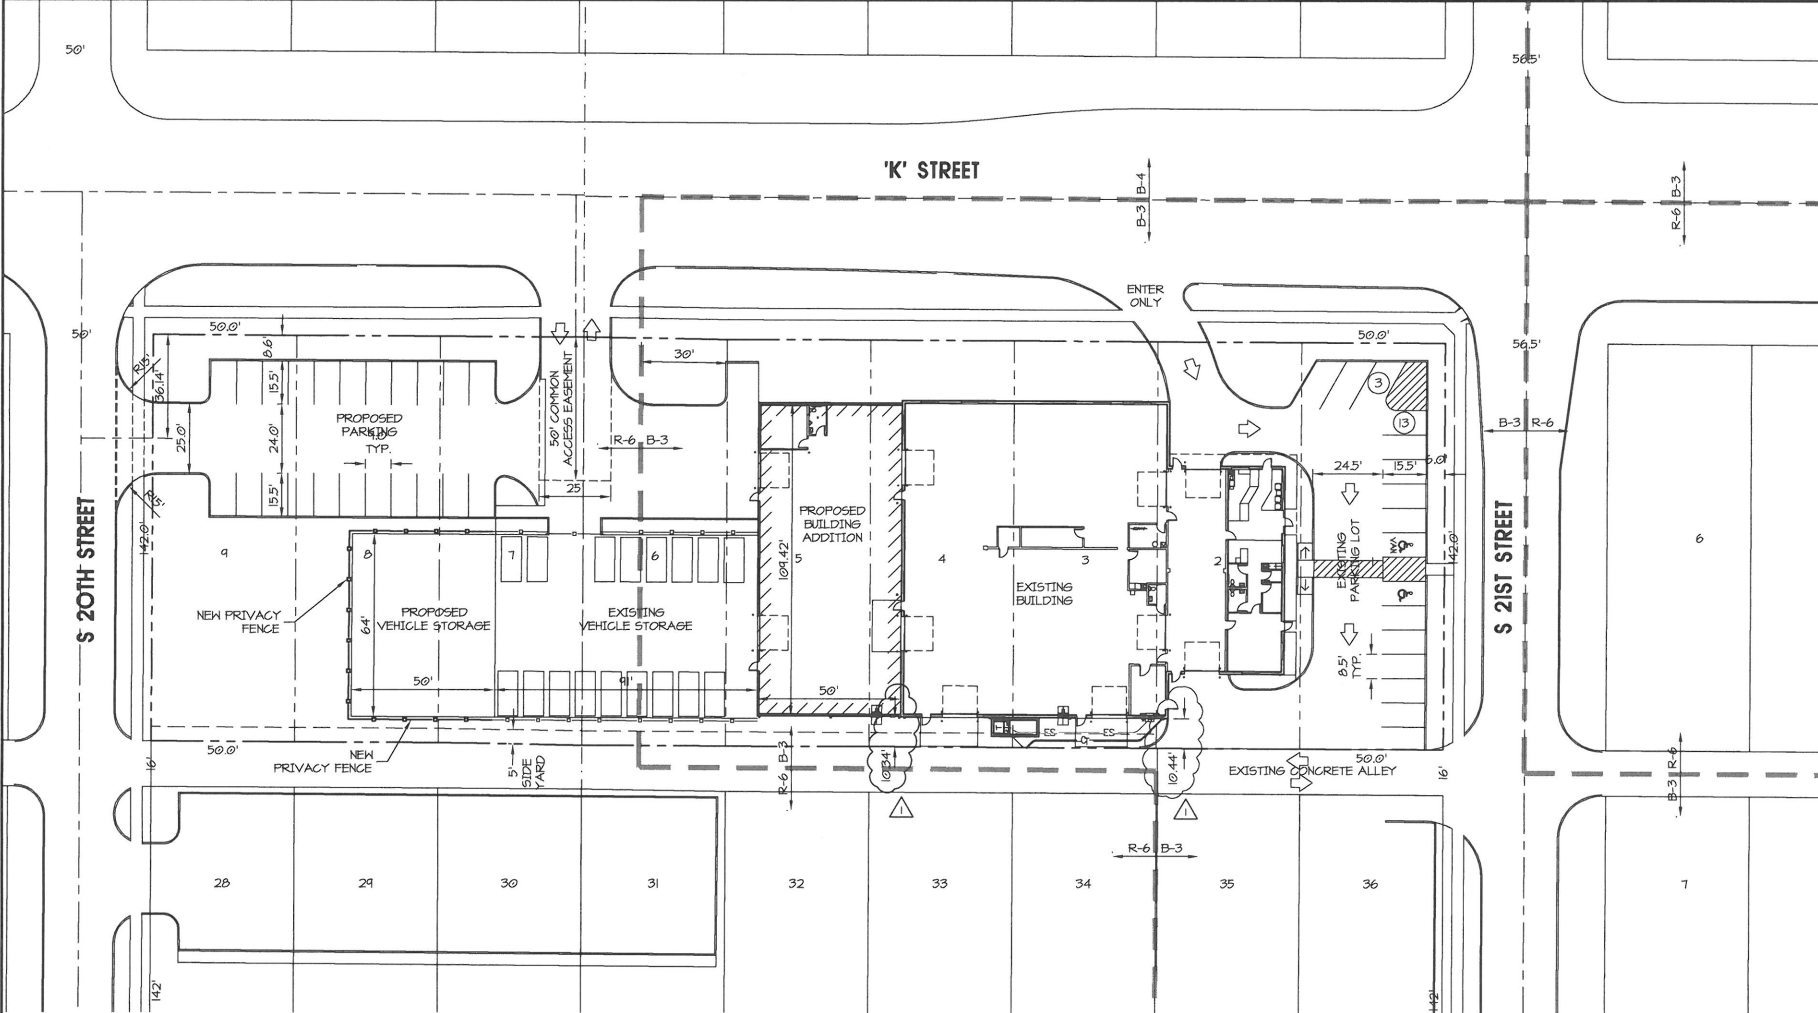 50'
56.5'
'K' STREET
B-3 B-4
R-6 B-3
ENTER
ONLY
50'
50.0'
50.0'
56.5'
8.6'
R15'
36.14'
15.5'
30'
50' COMMON
ACCESS EASEMENT
3
13
PROPOSED
PARKING
TYP.
25.0'
24.0'
R-6 B-3
B-3 R-6
24.5'
15.5'
6.0'
R15'
15.5'
25
142.0'
S 20TH STREET
S 21ST STREET
PROPOSED
BUILDING
ADDITION
109.42'
9
8
7
6
5
4
3
2
6
EXISTING
PARKING LOT
VAN
42.0'
EXISTING
BUILDING
NEW PRIVACY
FENCE
64'
PROPOSED
VEHICLE STORAGE
EXISTING
VEHICLE STORAGE
8.5'
TYP.
50'
91'
50'
ES
ES
50.0'
16'
NEW
PRIVACY FENCE
5'
SIDE
YARD
R-6 B-3
10.34'
10.44'
50.0'
EXISTING CONCRETE ALLEY
16'
B-3 R-6
1
1
R-6 B-3
28
29
30
31
32
33
34
35
36
7
142'
142'